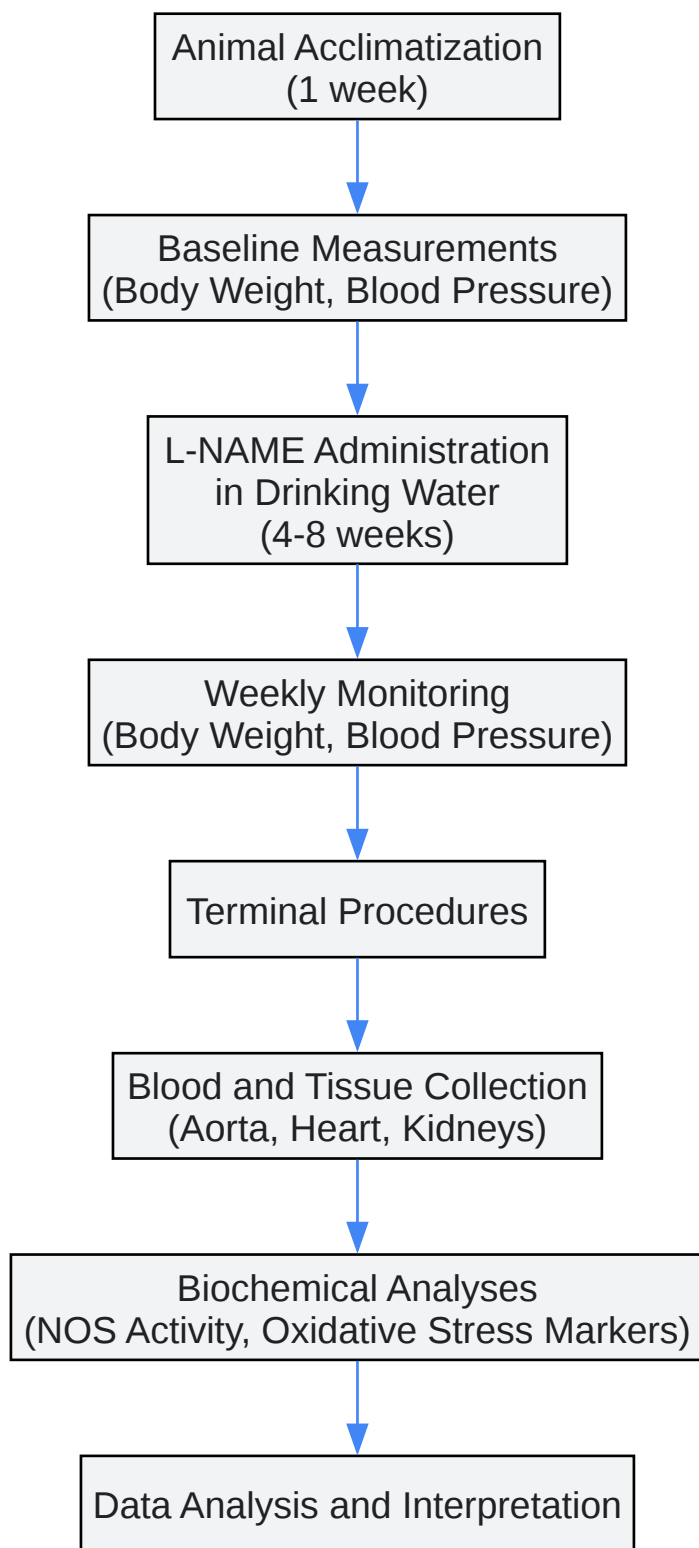 Animal Acclimatization
(1 week)
Baseline Measurements
(Body Weight, Blood Pressure)
L-NAME Administration
in Drinking Water
(4-8 weeks)
Weekly Monitoring
(Body Weight, Blood Pressure)
Terminal Procedures
Blood and Tissue Collection
(Aorta, Heart, Kidneys)
Biochemical Analyses
(NOS Activity, Oxidative Stress Markers)
Data Analysis and Interpretation